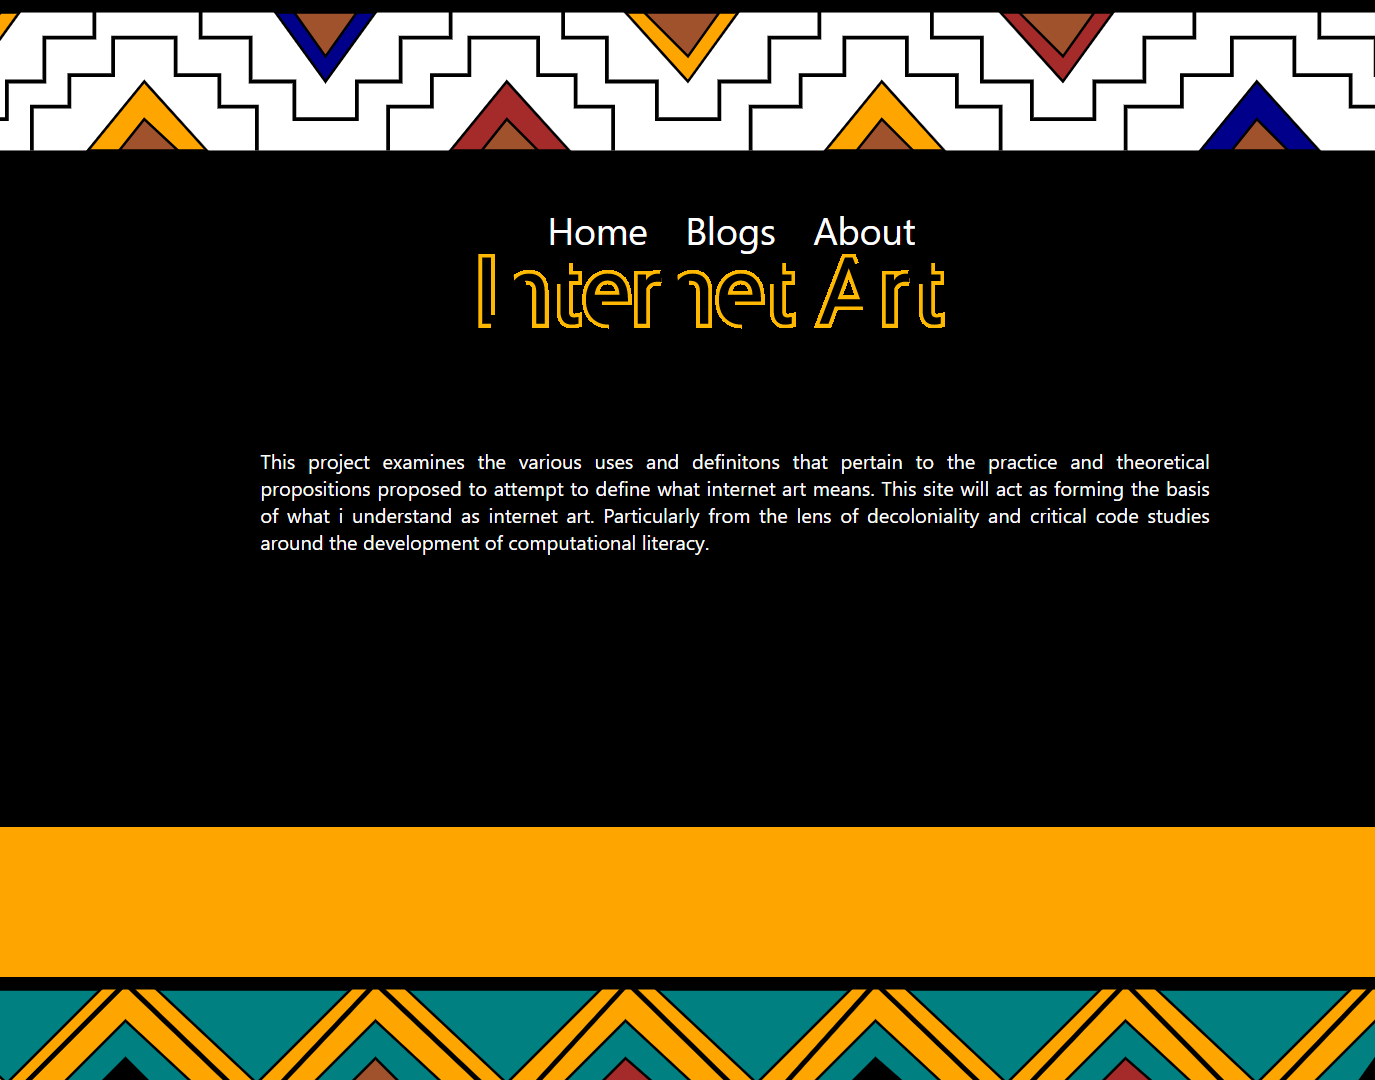 Home Blogs About
Internet Art
This project examines the various uses and definitons that pertain to the practice and theoretical
propositions proposed to attempt to define what internet art means. This site will act as forming the basis
of what i understand as internet art. Particularly from the lens of decoloniality and critical code studies
around the development of computational literacy.